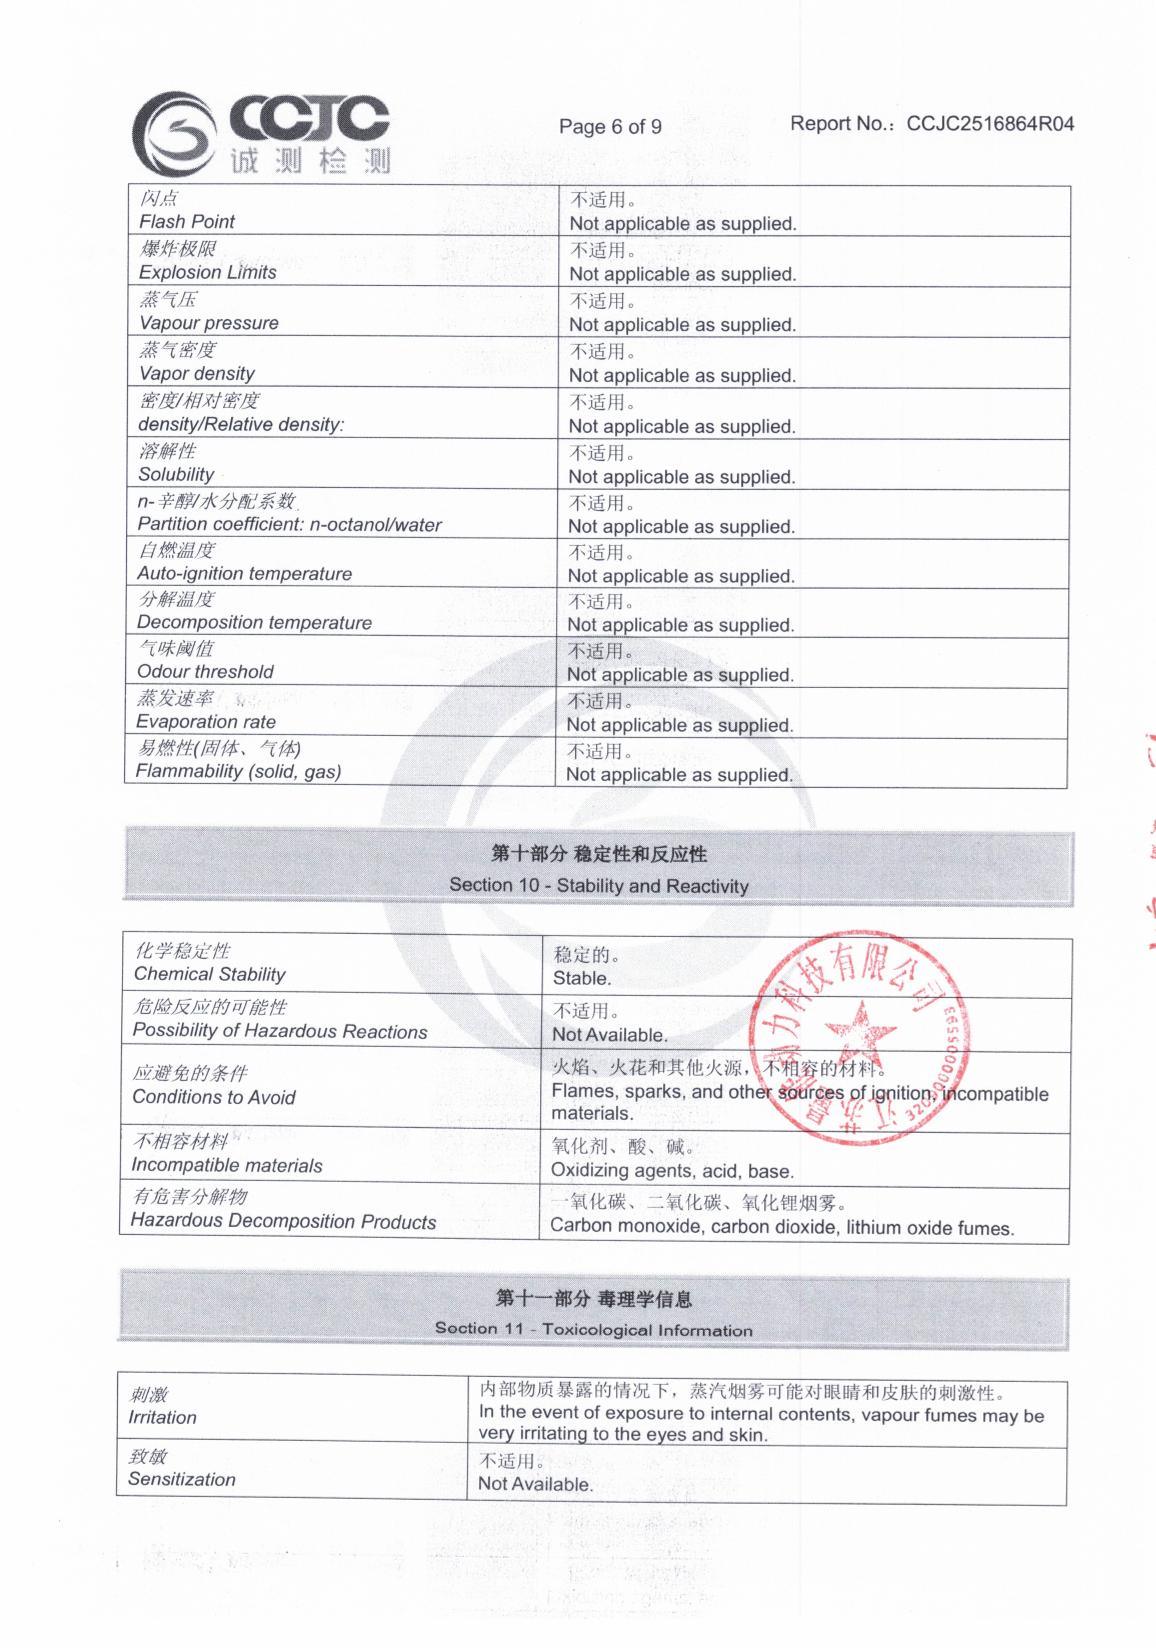 CCJC
诚测检测
Page 6 of 9
Report No.: CCJC2516864R04
闪点
Flash Point
不适用。
Not applicable as supplied.
爆炸极限
Explosion Limits
不适用。
Not applicable as supplied.
蒸气压
Vapour pressure
不适用。
Not applicable as supplied.
蒸气密度
Vapor density
不适用。
Not applicable as supplied.
密度/相对密度
density/Relative density:
不适用。
Not applicable as supplied.
溶解性
Solubility
不适用。
Not applicable as supplied.
n-辛醇/水分配系数
Partition coefficient: n-octanol/water
不适用。
Not applicable as supplied.
自燃温度
Auto-ignition temperature
不适用。
Not applicable as supplied.
分解温度
Decomposition temperature
不适用。
Not applicable as supplied.
气味阈值
Odour threshold
不适用。
Not applicable as supplied.
蒸发速率
Evaporation rate
不适用。
Not applicable as supplied.
易燃性(固体、气体)
Flammability (solid, gas)
不适用。
Not applicable as supplied.
第十部分 稳定性和反应性
Section 10 - Stability and Reactivity
化学稳定性
Chemical Stability
稳定的。
Stable.
危险反应的可能性
Possibility of Hazardous Reactions
不适用。
Not Available.
应避免的条件
Conditions to Avoid
火焰、火花和其他火源，不相容的材料。
Flames, sparks, and other sources of ignition, incompatible
materials.
不相容材料
Incompatible materials
氧化剂、酸、碱。
Oxidizing agents, acid, base.
有危害分解物
Hazardous Decomposition Products
一氧化碳、二氧化碳、氧化锂烟雾。
Carbon monoxide, carbon dioxide, lithium oxide fumes.
动力科技有限公司
第十一部分 毒理学信息
Section 11 - Toxicological Information
刺激
Irritation
内部物质暴露的情况下，蒸汽烟雾可能对眼睛和皮肤的刺激性。
In the event of exposure to internal contents, vapour fumes may be
very irritating to the eyes and skin.
致敏
Sensitization
不适用。
Not Available.